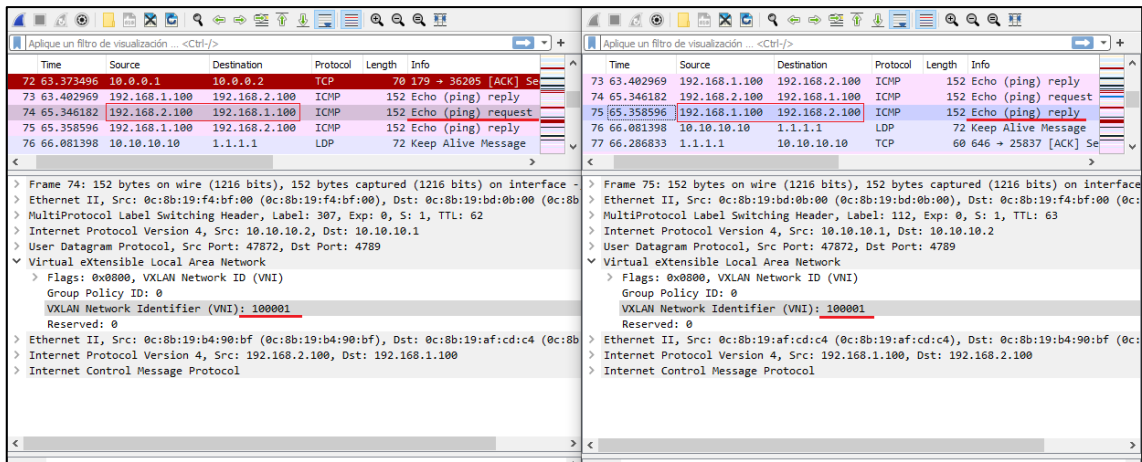 Aplique un filtro de visualización ... <Ctrl-/>
Time Source Destination Protocol Length Info
72 63.373496 10.0.0.1 10.0.0.2 TCP 70 179 → 36205 [ACK] Se
73 63.402969 192.168.1.100 192.168.2.100 ICMP 152 Echo (ping) reply
74 65.346182 192.168.2.100 192.168.1.100 ICMP 152 Echo (ping) request
75 65.358596 192.168.1.100 192.168.2.100 ICMP 152 Echo (ping) reply
76 66.081398 10.10.10.10 1.1.1.1 LDP 72 Keep Alive Message
Frame 74: 152 bytes on wire (1216 bits), 152 bytes captured (1216 bits) on interface -
Ethernet II, Src: 0c:8b:19:f4:bf:00 (0c:8b:19:f4:bf:00), Dst: 0c:8b:19:bd:0b:00 (0c:8b
MultiProtocol Label Switching Header, Label: 307, Exp: 0, S: 1, TTL: 62
Internet Protocol Version 4, Src: 10.10.10.2, Dst: 10.10.10.1
User Datagram Protocol, Src Port: 47872, Dst Port: 4789
Virtual eXtensible Local Area Network
Flags: 0x0800, VXLAN Network ID (VNI)
Group Policy ID: 0
VXLAN Network Identifier (VNI): 100001
Reserved: 0
Ethernet II, Src: 0c:8b:19:b4:90:bf (0c:8b:19:b4:90:bf), Dst: 0c:8b:19:af:cd:c4 (0c:8b
Internet Protocol Version 4, Src: 192.168.2.100, Dst: 192.168.1.100
Internet Control Message Protocol
Aplique un filtro de visualización ... <Ctrl-/>
Time Source Destination Protocol Length Info
73 63.402969 192.168.1.100 192.168.2.100 ICMP 152 Echo (ping) reply
74 65.346182 192.168.2.100 192.168.1.100 ICMP 152 Echo (ping) request
75 65.358596 192.168.1.100 192.168.2.100 ICMP 152 Echo (ping) reply
76 66.081398 10.10.10.10 1.1.1.1 LDP 72 Keep Alive Message
77 66.286833 1.1.1.1 10.10.10.10 TCP 60 646 → 25837 [ACK] Se
Frame 75: 152 bytes on wire (1216 bits), 152 bytes captured (1216 bits) on interface
Ethernet II, Src: 0c:8b:19:bd:0b:00 (0c:8b:19:bd:0b:00), Dst: 0c:8b:19:f4:bf:00 (0c:
MultiProtocol Label Switching Header, Label: 112, Exp: 0, S: 1, TTL: 63
Internet Protocol Version 4, Src: 10.10.10.1, Dst: 10.10.10.2
User Datagram Protocol, Src Port: 47872, Dst Port: 4789
Virtual eXtensible Local Area Network
Flags: 0x0800, VXLAN Network ID (VNI)
Group Policy ID: 0
VXLAN Network Identifier (VNI): 100001
Reserved: 0
Ethernet II, Src: 0c:8b:19:af:cd:c4 (0c:8b:19:af:cd:c4), Dst: 0c:8b:19:b4:90:bf (0c:
Internet Protocol Version 4, Src: 192.168.1.100, Dst: 192.168.2.100
Internet Control Message Protocol